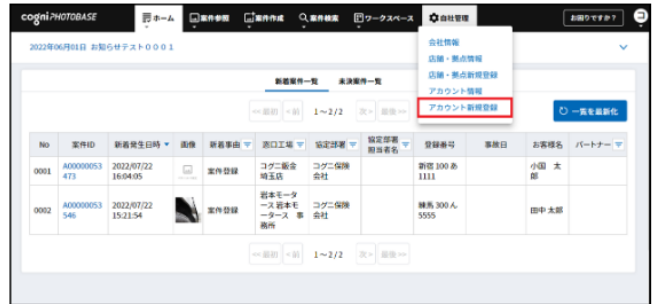 cogni PHOTOBASE ホーム 案件参照 案件作成 案件検索 ワークスペース 自社管理 お困りですか?
2022年06月01日 お知らせテスト0001
会社情報
店舗・拠点情報
店舗・拠点新規登録
アカウント情報
アカウント新規登録
新着案件一覧 未決案件一覧
<<最初 <前 1～2/2 次> 最後>> 一覧を最新化
No 案件ID 新着発生日時 画像 新着事由 窓口工場 協定部署 協定部署担当者名 登録番号 事故日 お客様名 パートナー
0001 A00000053473 2022/07/22 16:04:05 案件登録 コグニ鈑金埼玉店 コグニ保険会社 新宿 100 あ 1111 小国 太郎
0002 A00000053546 2022/07/22 15:21:54 案件登録 岩本モータース 岩本モータース 事務所 コグニ保険会社 練馬 300 ん 5555 田中 太郎
<<最初 <前 1～2/2 次> 最後>>